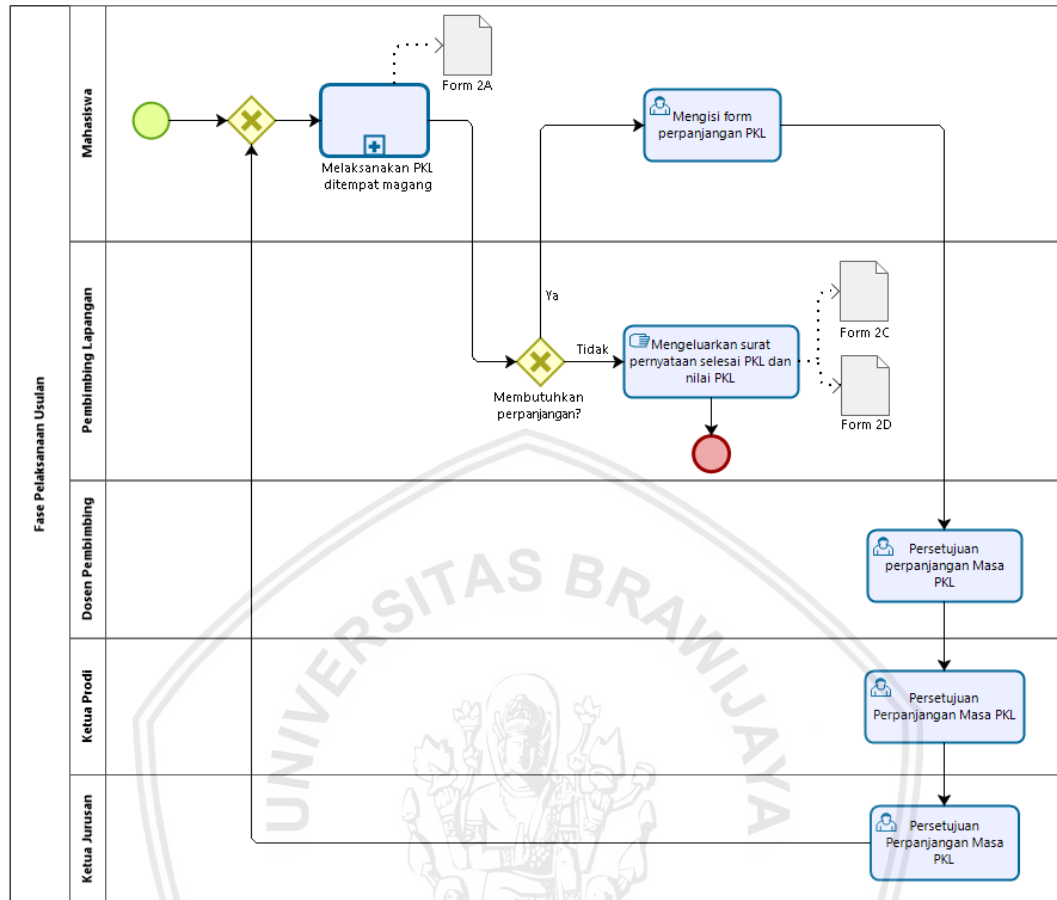 Fase Pelaksanaan Usulan
Mahasiswa
Form 2A
Melaksanakan PKL
ditempat magang
Mengisi form
perpanjangan PKL
Pembimbing Lapangan
Ya
Tidak
Membutuhkan
perpanjangan?
Mengeluarkan surat
pernyataan selesai PKL dan
nilai PKL
Form 2C
Form 2D
Dosen Pembimbing
Persetujuan
perpanjangan Masa
PKL
Ketua Prodi
Persetujuan
Perpanjangan Masa PKL
Ketua Jurusan
Persetujuan
Perpanjangan Masa
PKL
UNIVERSITAS BRAWIJAYA